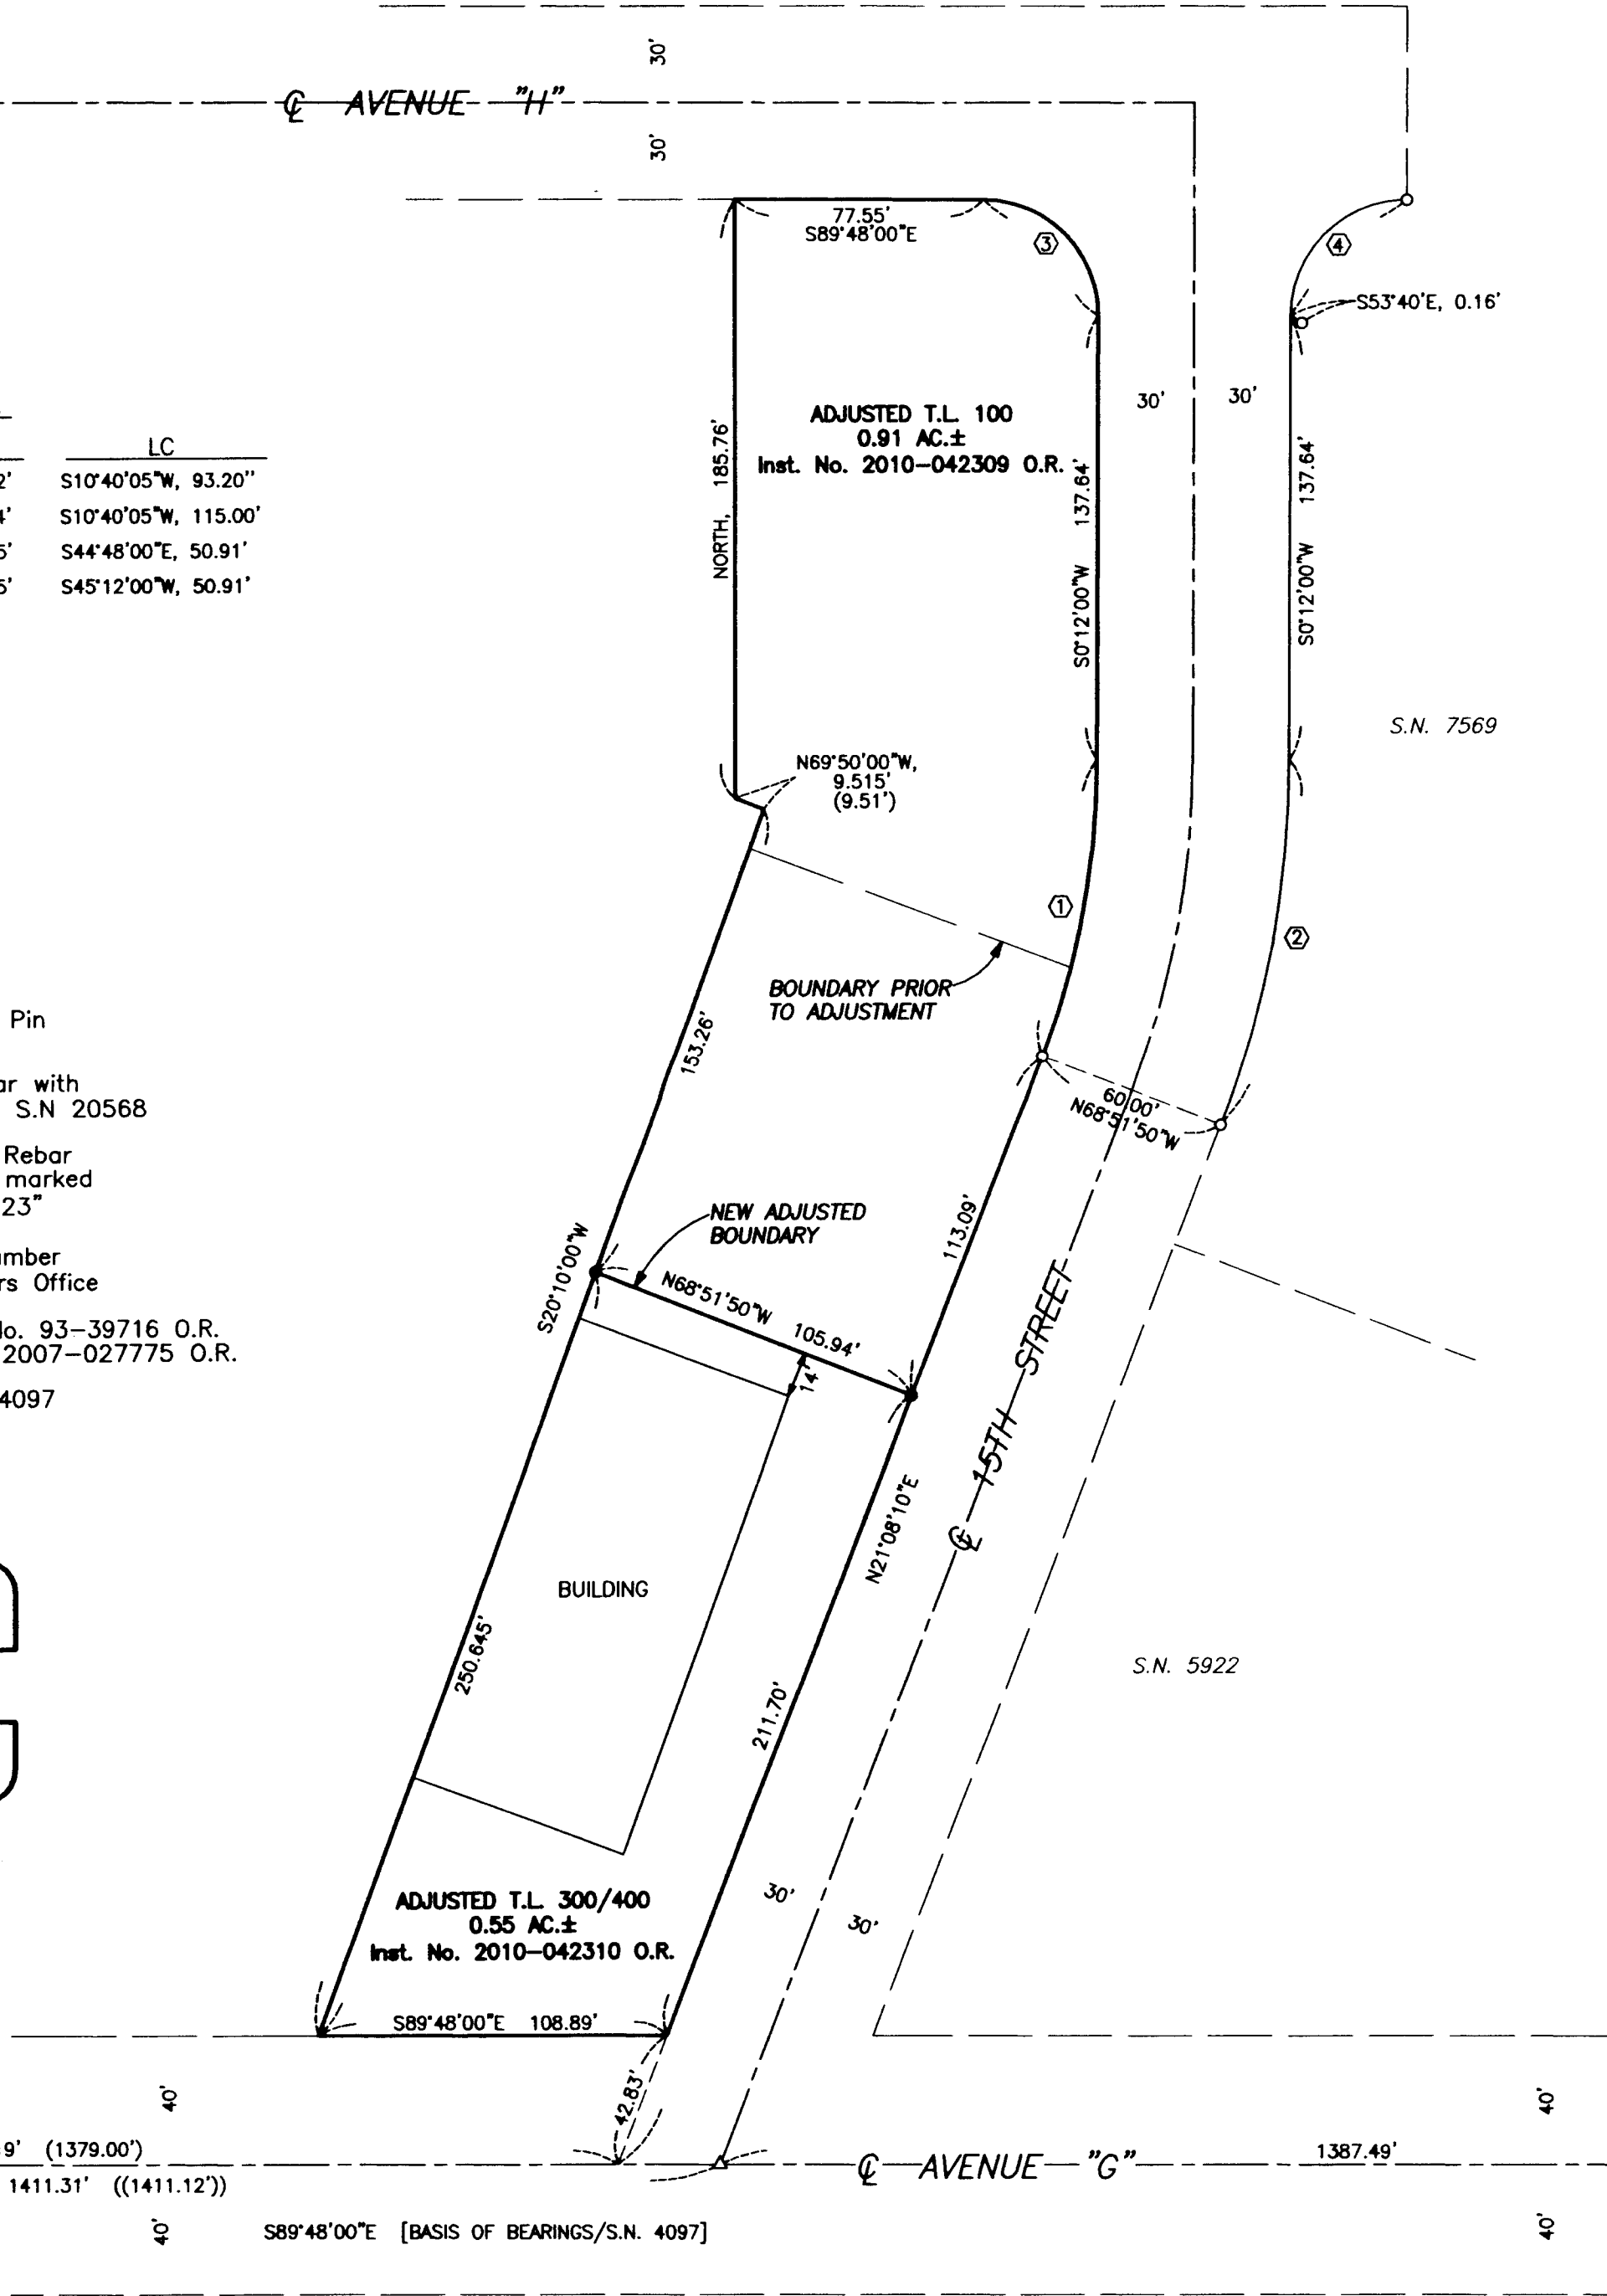 30'
℄ AVENUE "H"
30'
77.55'
S89°48'00"E
3
4
S53°40'E, 0.16'
30'
30'
ADJUSTED T.L. 100
0.91 AC.±
Inst. No. 2010-042309 O.R.
NORTH, 185.76'
S0°12'00"W 137.64'
S0°12'00"W 137.64'
LC
2' S10°40'05"W, 93.20"
4' S10°40'05"W, 115.00'
5' S44°48'00"E, 50.91'
5' S45°12'00"W, 50.91'
S.N. 7569
N69°50'00"W,
9.515'
(9.51')
1
2
BOUNDARY PRIOR
TO ADJUSTMENT
153.26'
60.00'
N68°51'50"W
Pin
ar with
S.N 20568
Rebar
marked
23"
umber
rs Office
No. 93-39716 O.R.
2007-027775 O.R.
4097
NEW ADJUSTED
BOUNDARY
113.09'
S20°10'00"W
N68°51'50"W 105.94'
14'
℄ 15TH STREET
N21°08'10"E
BUILDING
250.645'
211.70'
S.N. 5922
30'
30'
ADJUSTED T.L. 300/400
0.55 AC.±
Inst. No. 2010-042310 O.R.
S89°48'00"E 108.89'
42.83'
40'
40'
9' (1379.00')
℄ AVENUE "G"
1387.49'
1411.31' ((1411.12'))
40'
S89°48'00"E [BASIS OF BEARINGS/S.N. 4097]
40'